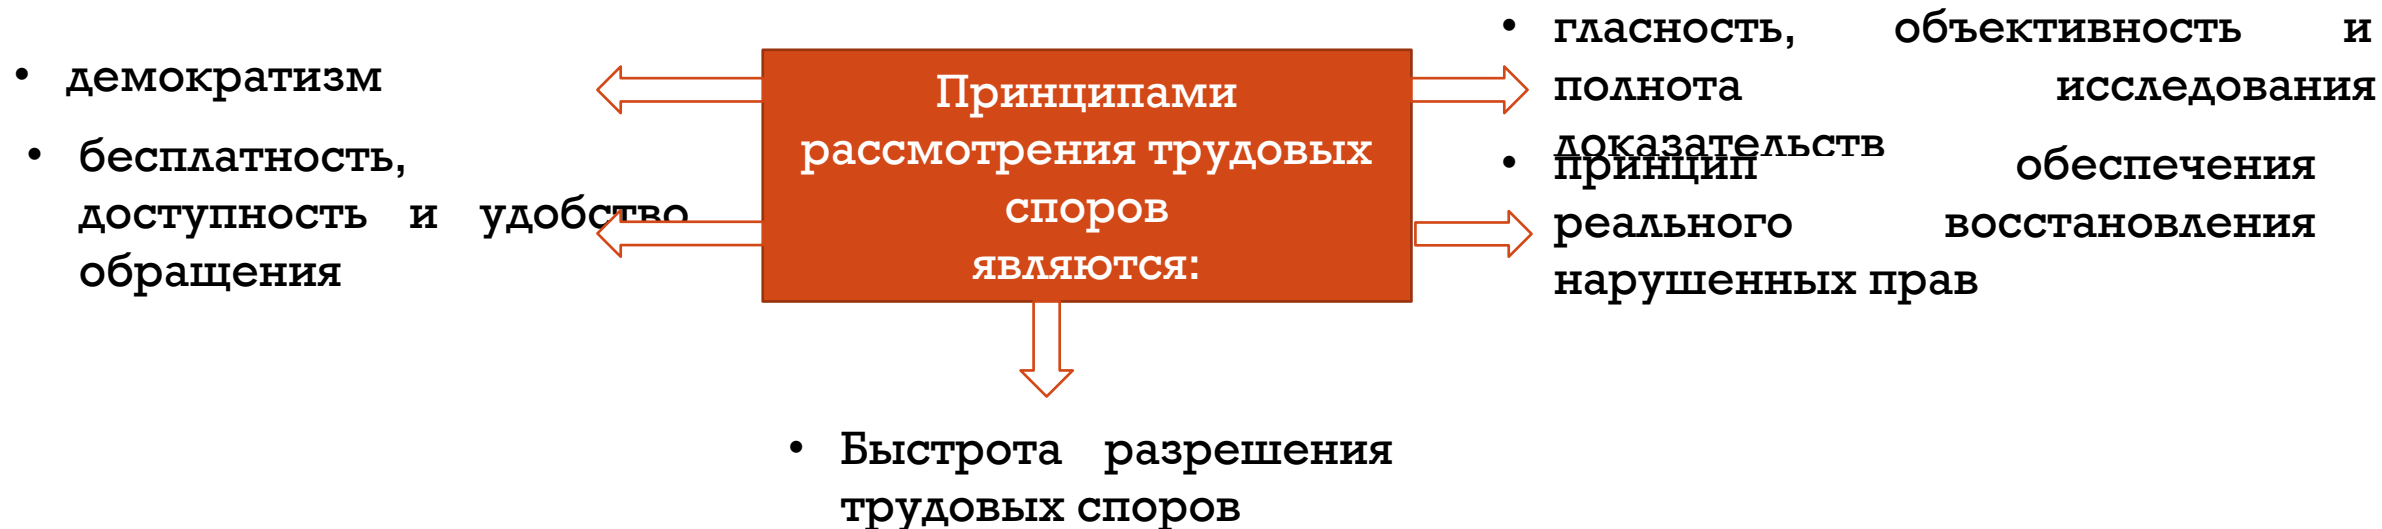 • демократизм
• бесплатность,
доступность и удобство
обращения
Принципами
рассмотрения трудовых
споров
являются:
• гласность, объективность и
полнота исследования
доказательств
• принцип обеспечения
реального восстановления
нарушенных прав
• Быстрота разрешения
трудовых споров